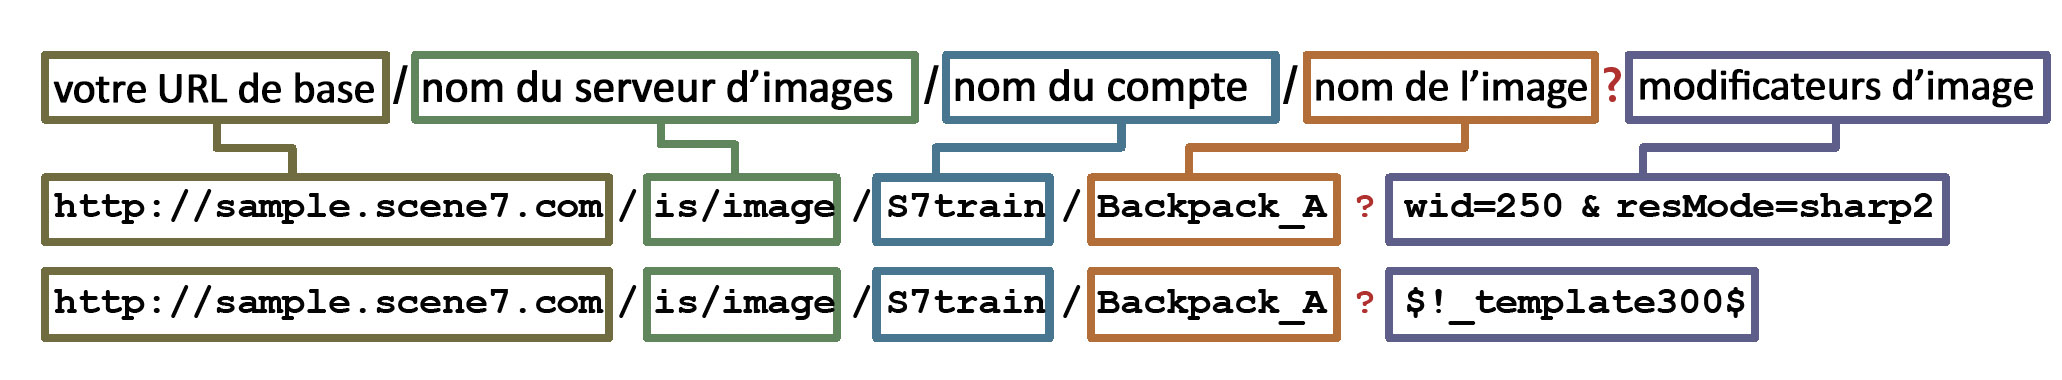 votre URL de base / nom du serveur d’images / nom du compte / nom de l’image ? modificateurs d’image
http://sample.scene7.com / is/image / S7train / Backpack_A ? wid=250 & resMode=sharp2
http://sample.scene7.com / is/image / S7train / Backpack_A ? $!_template300$